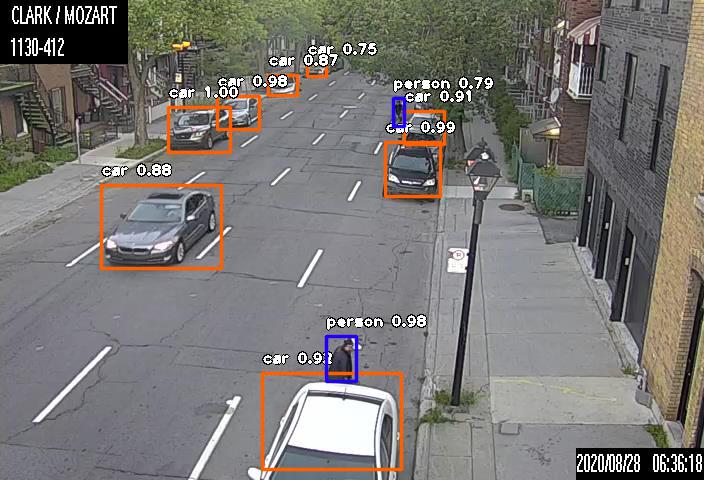 CLARK / MOZART
1130-412
car 0.75
car 0.87
car 0.98
car 1.00
person 0.79
car 0.91
car 0.99
car 0.88
person 0.98
car 0.92
2020/08/28 06:36:18